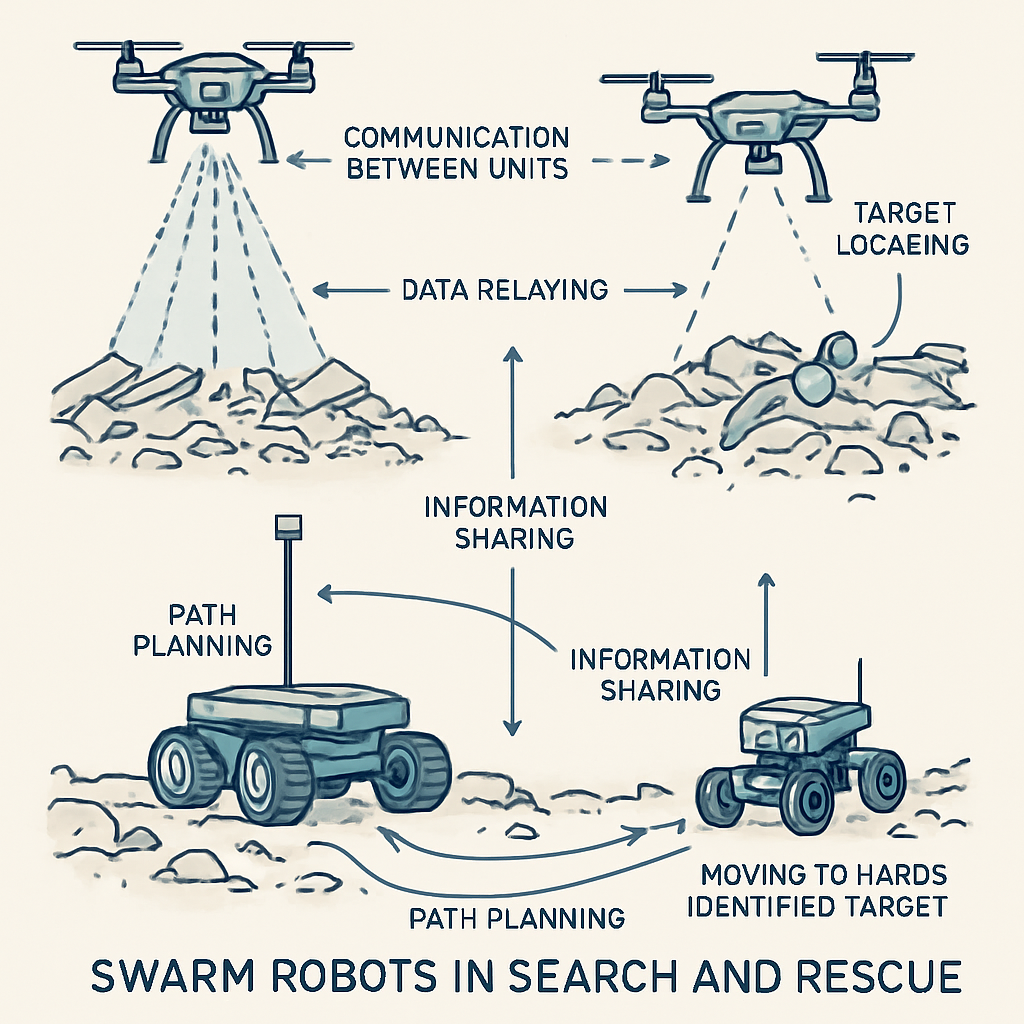 COMMUNICATION
BETWEEN UNITS
TARGET
LOCAEING
DATA RELAYING
INFORMATION
SHARING
PATH
PLANNING
INFORMATION
SHARING
MOVING TO HARDS
IDENTIFIED TARGET
PATH PLANNING
SWARM ROBOTS IN SEARCH AND RESCUE